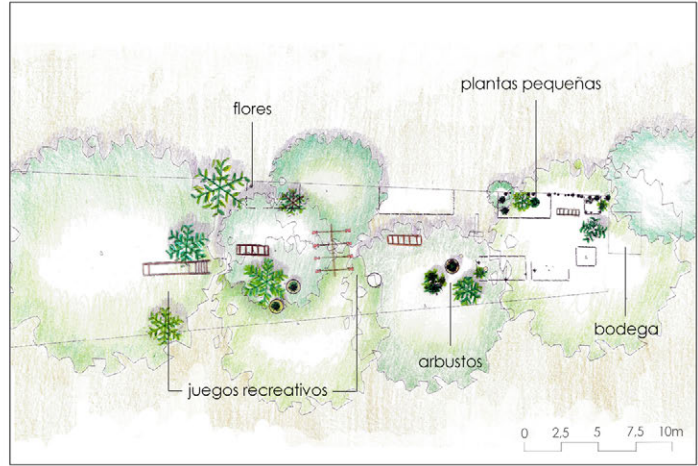 plantas pequeñas
flores
bodega
arbustos
juegos recreativos
0 2,5 5 7,5 10m